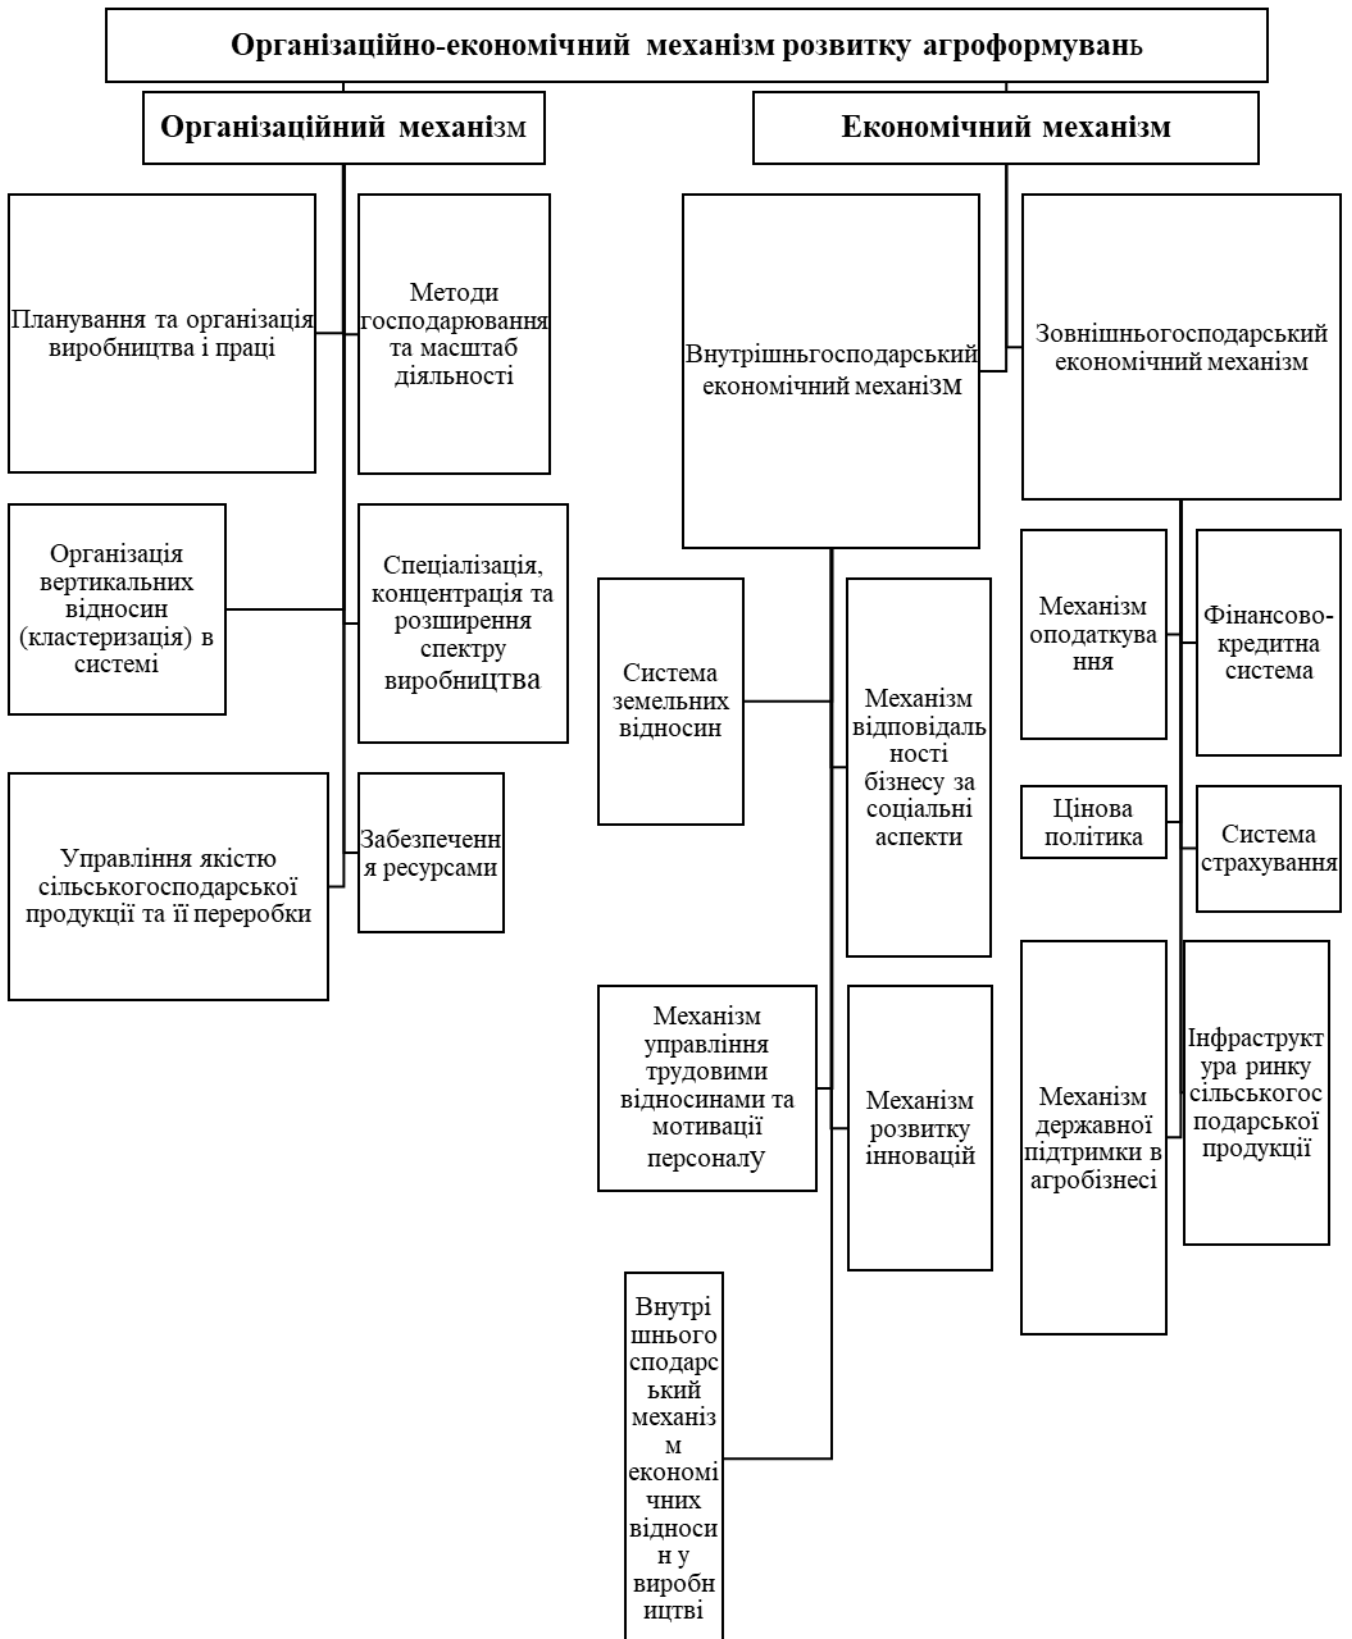 Організаційно-економічний механізм розвитку агроформувань
Організаційний механізм
Економічний механізм
Планування та організація
виробництва і праці
Методи
господарювання
та масштаб
діяльності
Внутрішньгосподарський
економічний механізм
Зовнішньогосподарський
економічний механізм
Організація
вертикальних
відносин
(кластеризація) в
системі
Спеціалізація,
концентрація та
розширення
спектру
виробництва
Управління якістю
сільськогосподарської
продукції та її переробки
Забезпеченн
я ресурсами
Система
земельних
відносин
Механізм
відповідаль
ності
бізнесу за
соціальні
аспекти
Механізм
управління
трудовими
відносинами та
мотивації
персоналу
Механізм
розвитку
інновацій
Внутрі
шнього
сподарс
ький
механіз
м
економі
чних
відноси
н у
виробн
ицтві
Механізм
оподаткува
ння
Фінансово-
кредитна
система
Цінова
політика
Система
страхування
Механізм
державної
підтримки в
агробізнесі
Інфраструкт
ура ринку
сільськогос
подарської
продукції